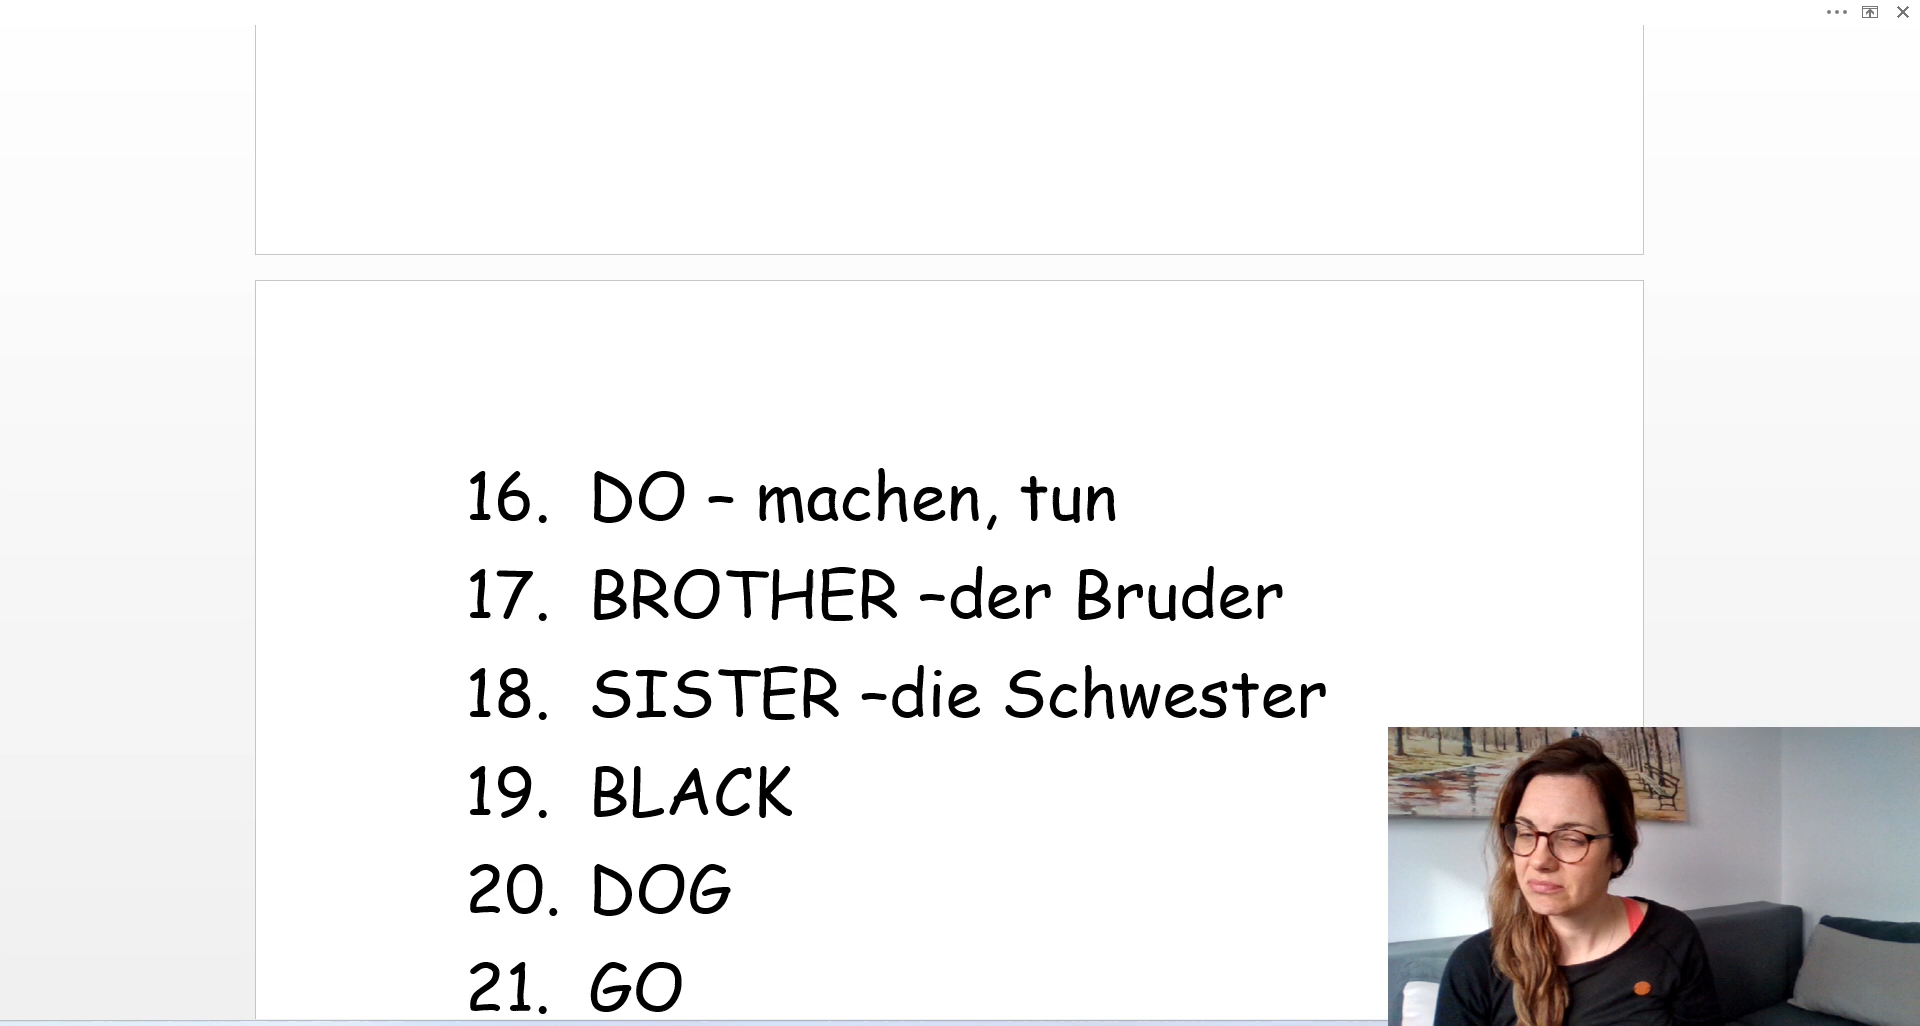 16. DO – machen, tun
17. BROTHER –der Bruder
18. SISTER –die Schwester
19. BLACK
20. DOG
21. GO